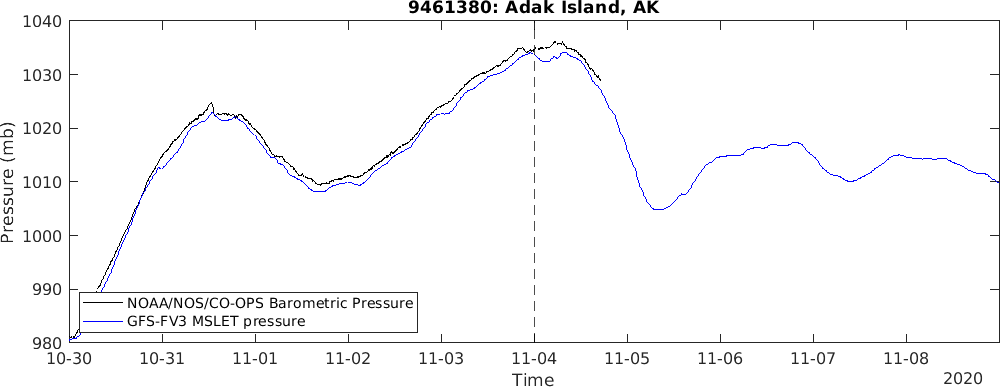 9461380: Adak Island, AK
Pressure (mb)
1040
1030
1020
1010
1000
990
980
NOAA/NOS/CO-OPS Barometric Pressure
GFS-FV3 MSLET pressure
10-30 10-31 11-01 11-02 11-03 11-04 11-05 11-06 11-07 11-08
Time
2020